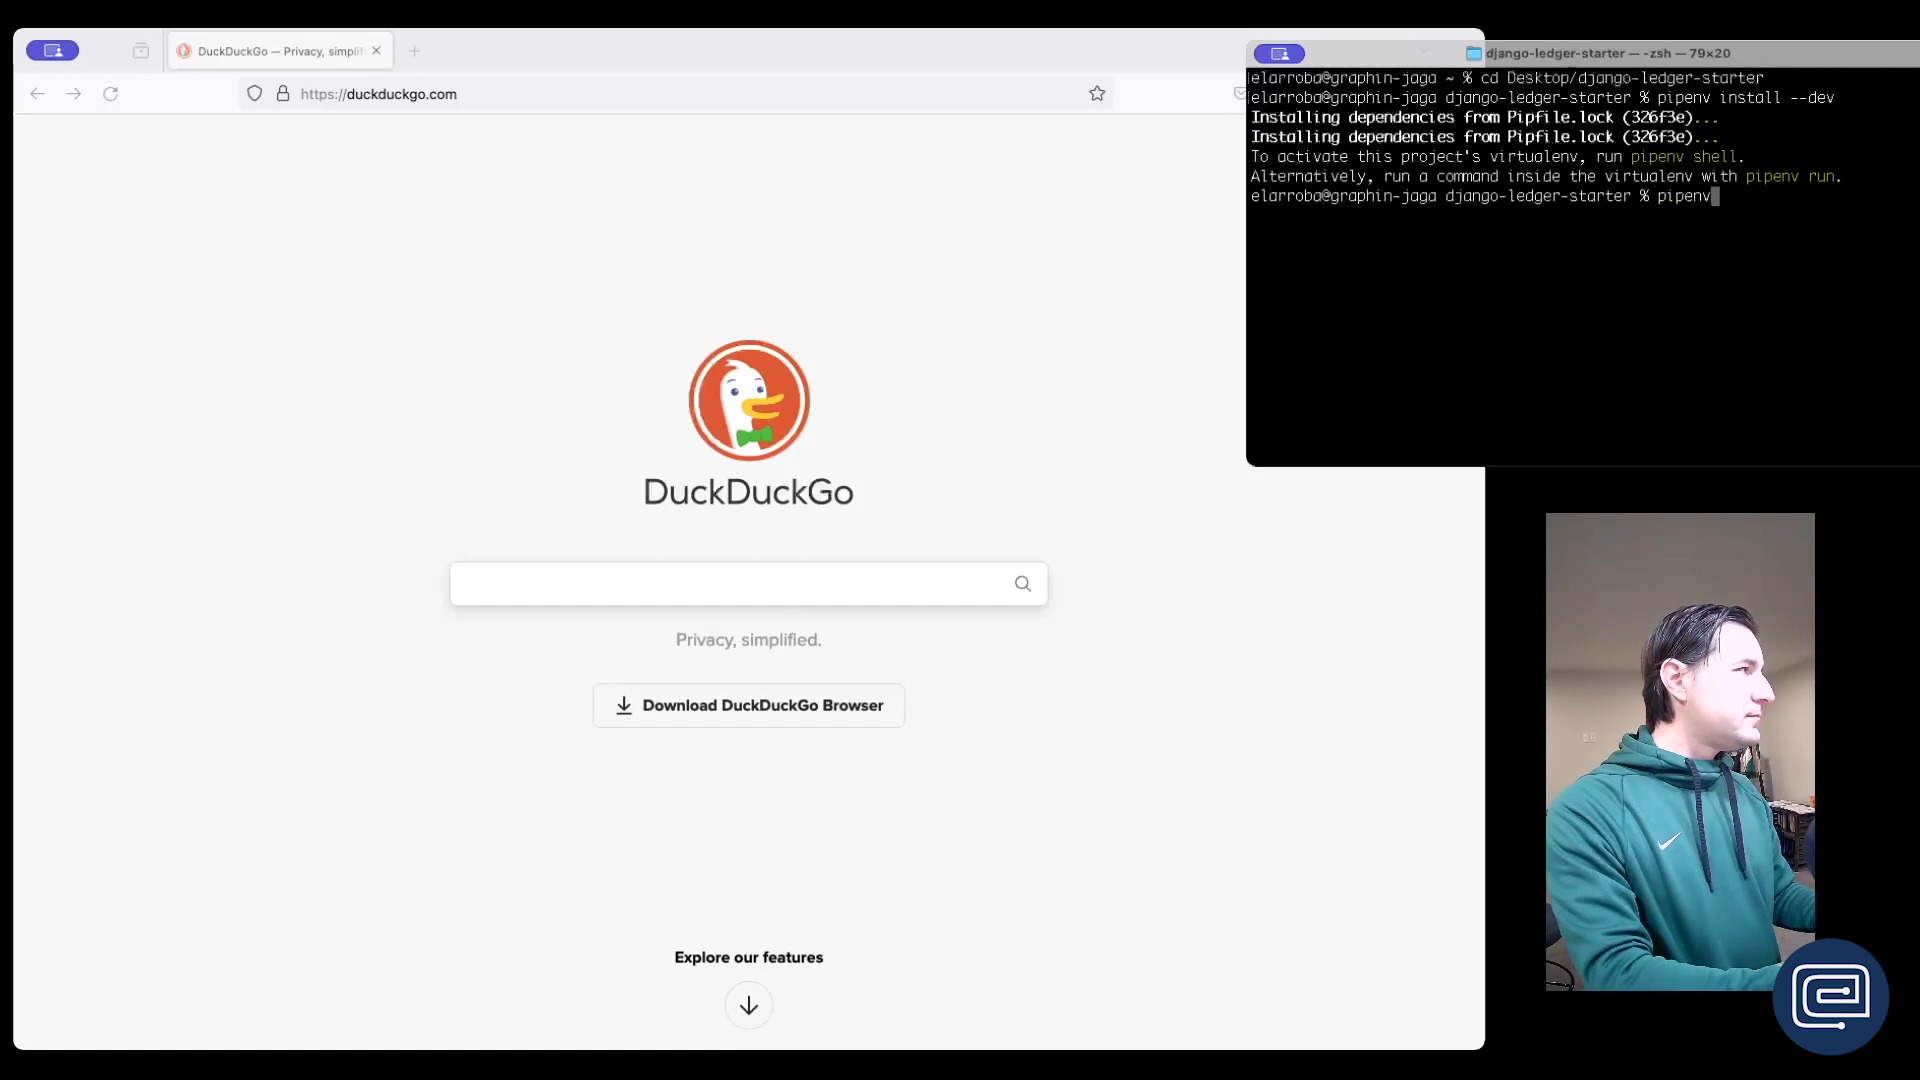 DuckDuckGo — Privacy, simplifi
https://duckduckgo.com
DuckDuckGo
Privacy, simplified.
Download DuckDuckGo Browser
Explore our features
django-ledger-starter — -zsh — 79×20
elarroba@graphin-jaga ~ % cd Desktop/django-ledger-starter
elarroba@graphin-jaga django-ledger-starter % pipenv install --dev
Installing dependencies from Pipfile.lock (326f3e)...
Installing dependencies from Pipfile.lock (326f3e)...
To activate this project's virtualenv, run pipenv shell.
Alternatively, run a command inside the virtualenv with pipenv run.
elarroba@graphin-jaga django-ledger-starter % pipenv